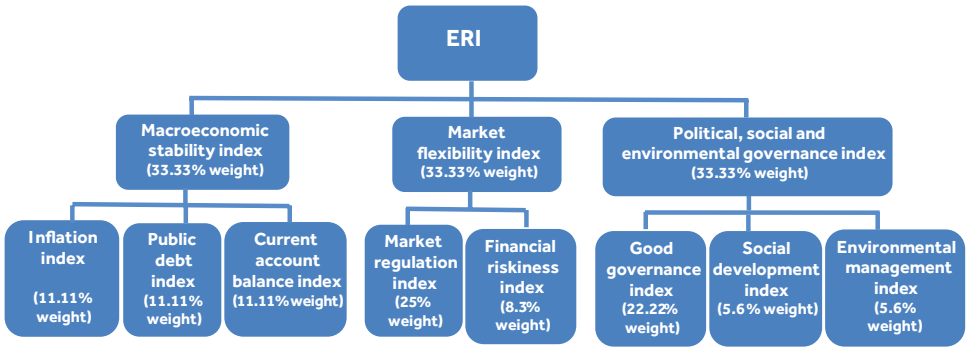 ERI
Macroeconomic
stability index
(33.33% weight)
Market
flexibility index
(33.33% weight)
Political, social and
environmental governance index
(33.33% weight)
Inflation
index
(11.11%
weight)
Public
debt
index
(11.11%
weight)
Current
account
balance index
(11.11% weight)
Market
regulation
index
(25%
weight)
Financial
riskiness
index
(8.3%
weight)
Good
governance
index
(22.22%
weight)
Social
development
index
(5.6% weight)
Environmental
management
index
(5.6%
weight)